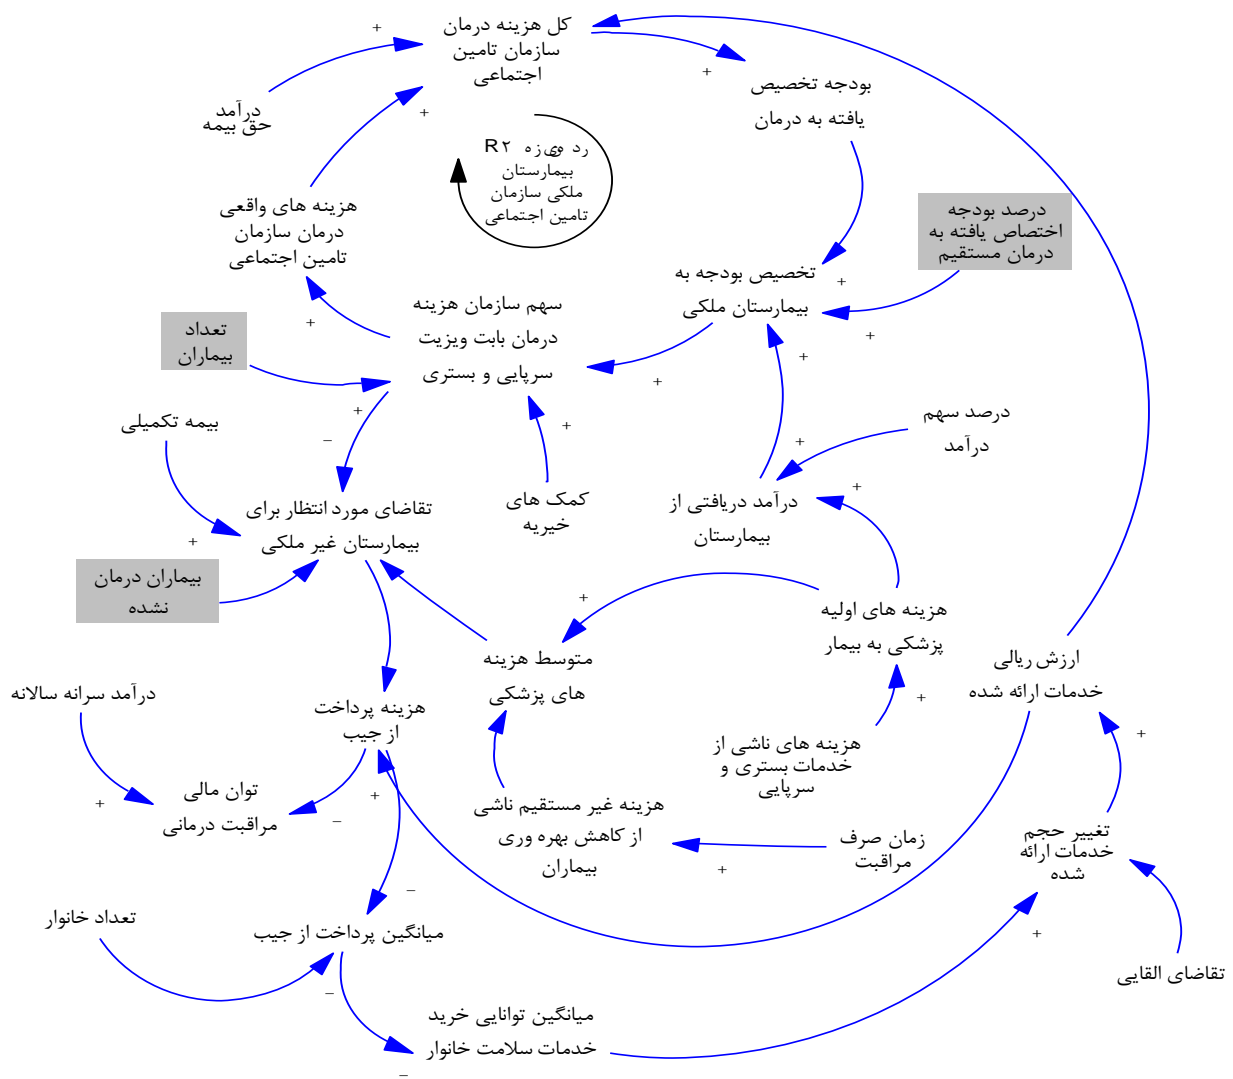 کل هزینه درمان
سازمان تامین
اجتماعی
+
+
بودجه تخصیص
یافته به درمان
درآمد
حق بیمه
+
رد ویژه R۲
بیمارستان
ملکی سازمان
تامین اجتماعی
هزینه های واقعی
درمان سازمان
تامین اجتماعی
درصد بودجه
اختصاص یافته به
درمان مستقیم
تخصیص بودجه به
بیمارستان ملکی
+
+
+
سهم سازمان هزینه
درمان بابت ویزیت
سرپایی و بستری
+
+
تعداد
بیماران
+
–
+
بیمه تکمیلی
درصد سهم
درآمد
+
کمک های
خیریه
درآمد دریافتی از
بیمارستان
+
تقاضای مورد انتظار برای
بیمارستان غیر ملکی
+
بیماران درمان
نشده
+
هزینه های اولیه
پزشکی به بیمار
متوسط هزینه
های پزشکی
ارزش ریالی
خدمات ارائه شده
+
+
درآمد سرانه سالانه
هزینه پرداخت
از جیب
هزینه های ناشی از
خدمات بستری و
سرپایی
توان مالی
مراقبت درمانی
+
–
+
هزینه غیر مستقیم ناشی
از کاهش بهره وری
بیماران
زمان صرف
مراقبت
+
تغییر حجم
خدمات ارائه
شده
–
تعداد خانوار
میانگین پرداخت از جیب
+
تقاضای القایی
–
میانگین توانایی خرید
خدمات سلامت خانوار
–